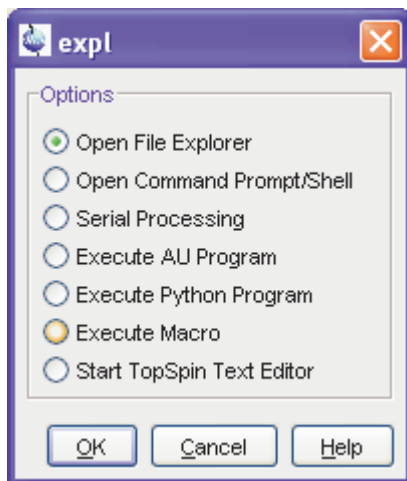 expl
Options
Open File Explorer
Open Command Prompt/Shell
Serial Processing
Execute AU Program
Execute Python Program
Execute Macro
Start TopSpin Text Editor
OK Cancel Help